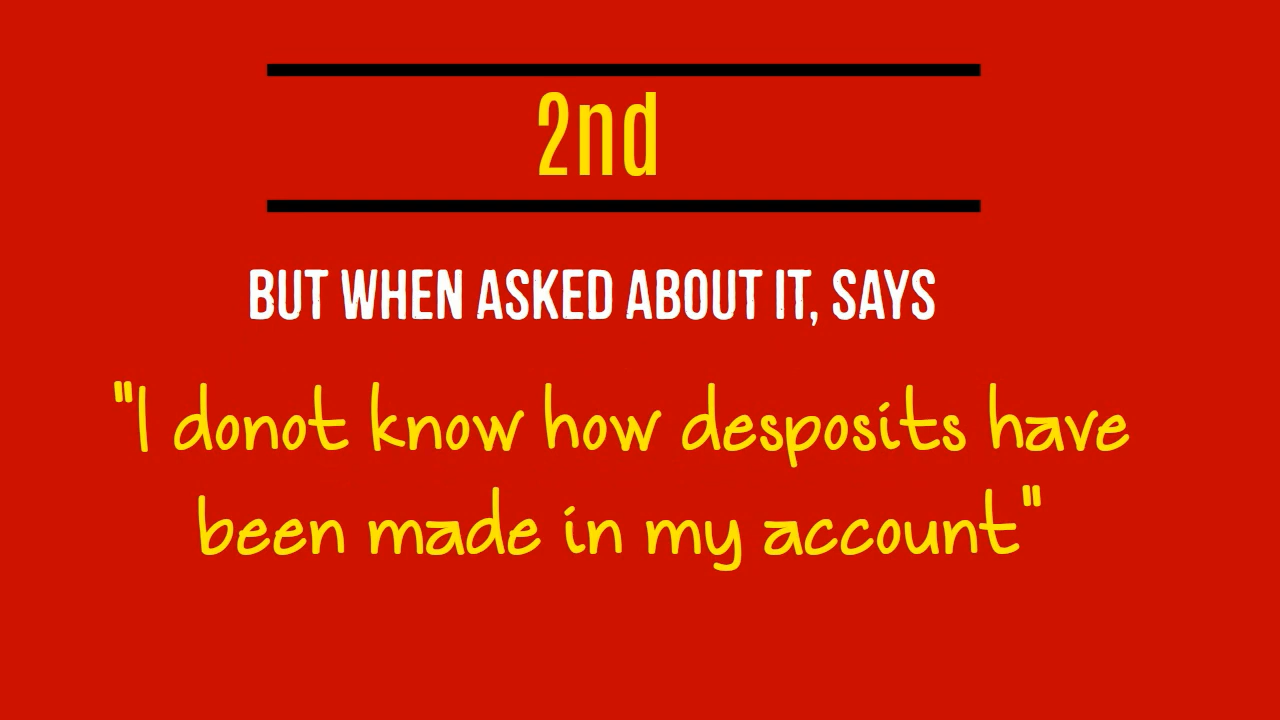 2nd
BUT WHEN ASKED ABOUT IT, SAYS
"I donot know how desposits have
been made in my account"